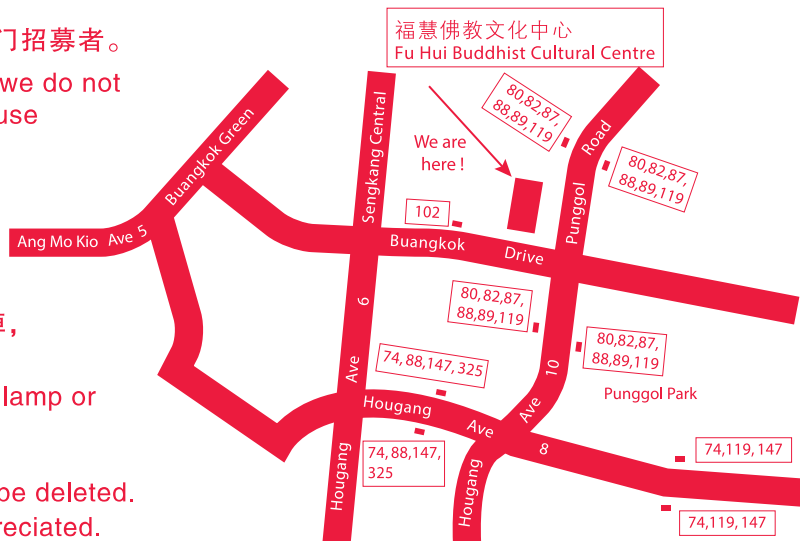 门招募者。
we do not
use
,
lamp or
be deleted.
reciated.
福慧佛教文化中心
Fu Hui Buddhist Cultural Centre
We are
here !
80,82,87,
88,89,119
80,82,87,
88,89,119
Buangkok Green
Sengkang Central
Punggol Road
Ang Mo Kio Ave 5
102
Buangkok Drive
80,82,87,
88,89,119
80,82,87,
88,89,119
74, 88,147, 325
Punggol Park
Hougang Ave 6
Hougang Ave 8
Hougang Ave 10
74,88,147,
325
74,119,147
74,119,147